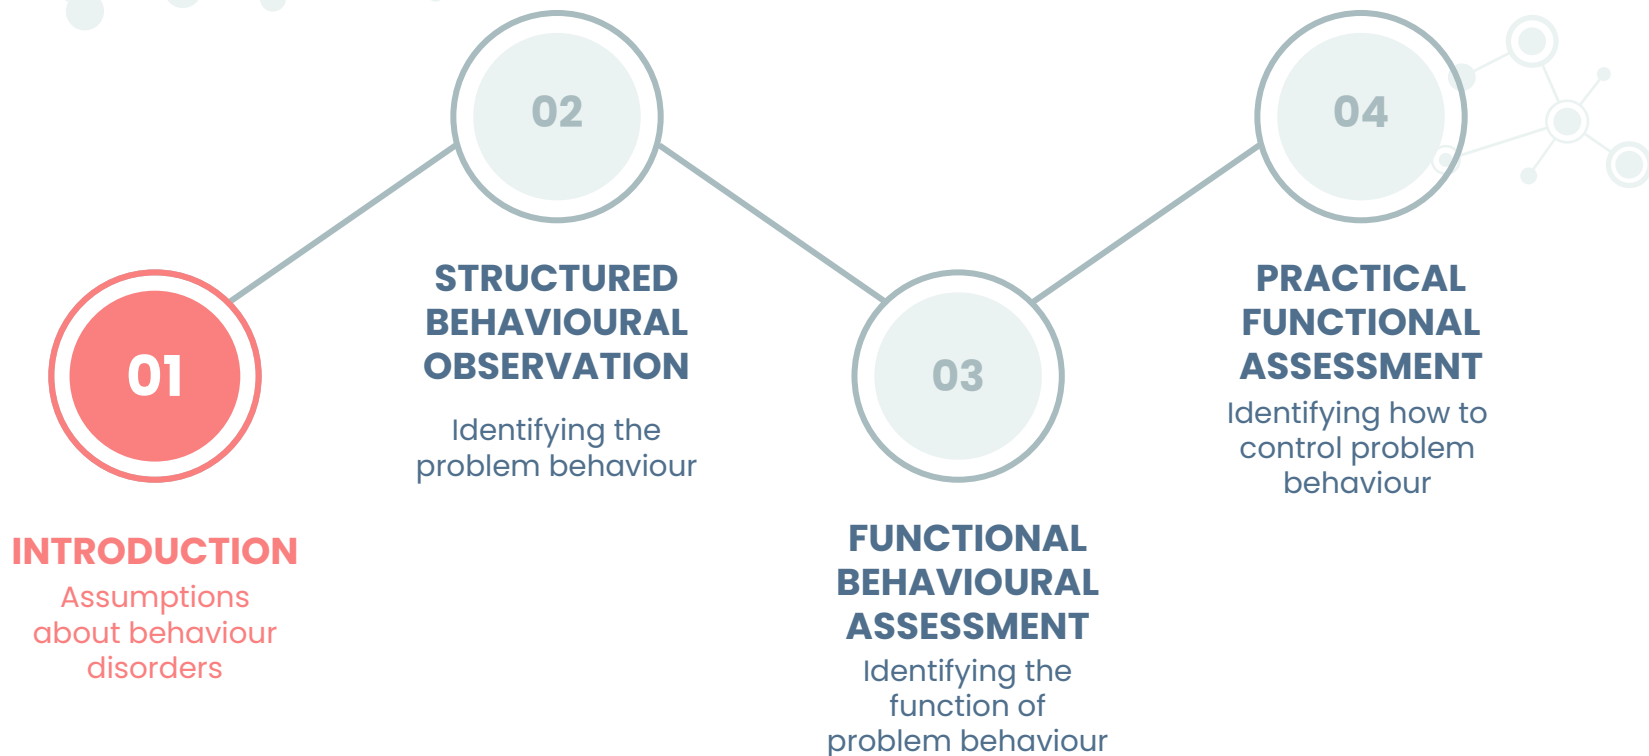 01
INTRODUCTION
Assumptions
about behaviour
disorders
02
STRUCTURED
BEHAVIOURAL
OBSERVATION
Identifying the
problem behaviour
03
FUNCTIONAL
BEHAVIOURAL
ASSESSMENT
Identifying the
function of
problem behaviour
04
PRACTICAL
FUNCTIONAL
ASSESSMENT
Identifying how to
control problem
behaviour